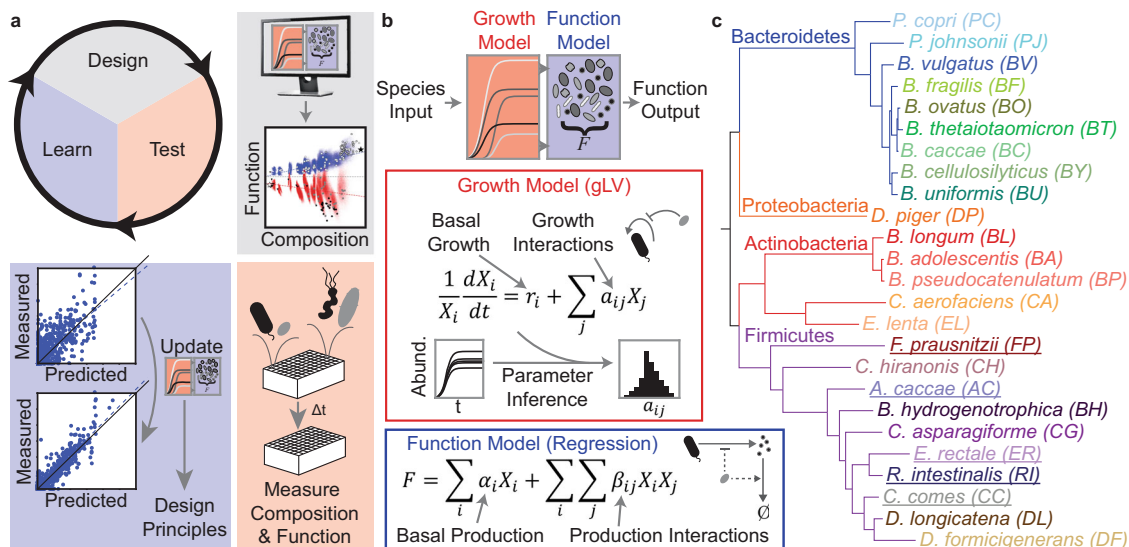 a
Design
Learn
Test
F
Function
Composition
Measured
Predicted
Update
F
Measured
Predicted
Design
Principles
Δt
Measure
Composition
& Function
b
Growth
Model
Function
Model
Species
Input
F
Function
Output
Growth Model (gLV)
Basal
Growth
Growth
Interactions
1/X_i dX_i/dt = r_i + ∑_j a_ij X_j
Abund.
t
Parameter
Inference
a_ij
Function Model (Regression)
F = ∑_i α_i X_i + ∑_i ∑_j β_ij X_i X_j
∅
Basal Production
Production Interactions
c
Bacteroidetes
P. copri (PC)
P. johnsonii (PJ)
B. vulgatus (BV)
B. fragilis (BF)
B. ovatus (BO)
B. thetaiotaomicron (BT)
B. caccae (BC)
B. cellulosilyticus (BY)
B. uniformis (BU)
Proteobacteria
D. piger (DP)
Actinobacteria
B. longum (BL)
B. adolescentis (BA)
B. pseudocatenulatum (BP)
C. aerofaciens (CA)
E. lenta (EL)
Firmicutes
F. prausnitzii (FP)
C. hiranonis (CH)
A. caccae (AC)
B. hydrogenotrophica (BH)
C. asparagiforme (CG)
E. rectale (ER)
R. intestinalis (RI)
C. comes (CC)
D. longicatena (DL)
D. formicigenerans (DF)